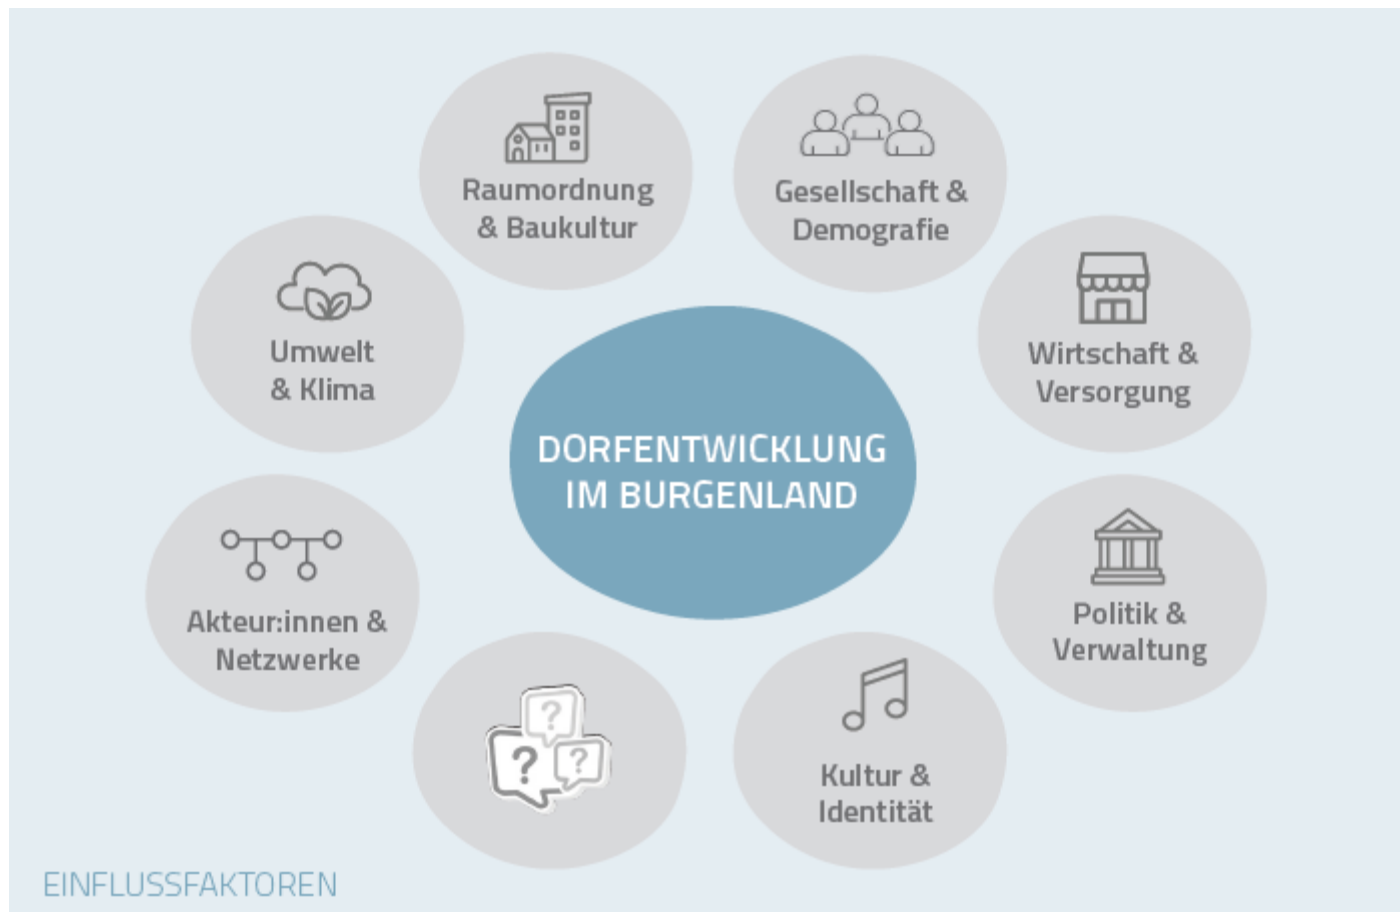 Raumordnung
& Baukultur
Gesellschaft &
Demografie
Umwelt
& Klima
Wirtschaft &
Versorgung
DORFENTWICKLUNG
IM BURGENLAND
Akteur:innen &
Netzwerke
Politik &
Verwaltung
?
?
?
Kultur &
Identität
EINFLUSSFAKTOREN